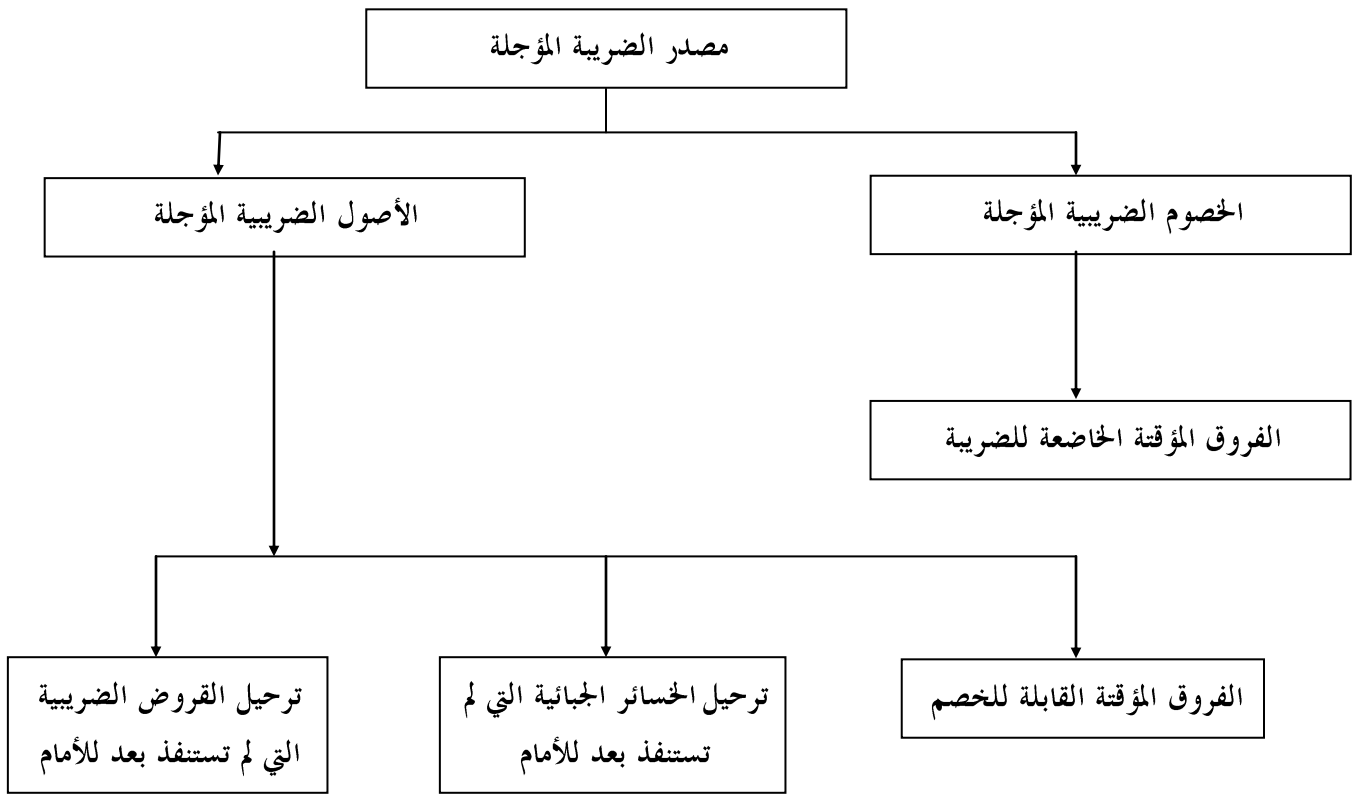 مصدر الضريبة المؤجلة
الخصوم الضريبية المؤجلة
الأصول الضريبية المؤجلة
الفروق المؤقتة الخاضعة للضريبة
الفروق المؤقتة القابلة للخصم
ترحيل الخسائر الجبائية التي لم
تستنفذ بعد للأمام
ترحيل القروض الضريبية
التي لم تستنفذ بعد للأمام